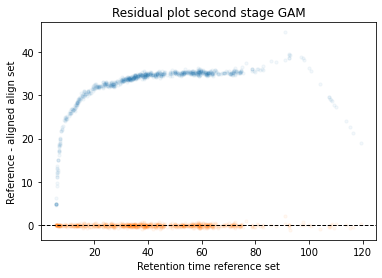 Residual plot second stage GAM
Reference - aligned align set
40
30
20
10
0
20 40 60 80 100 120
Retention time reference set